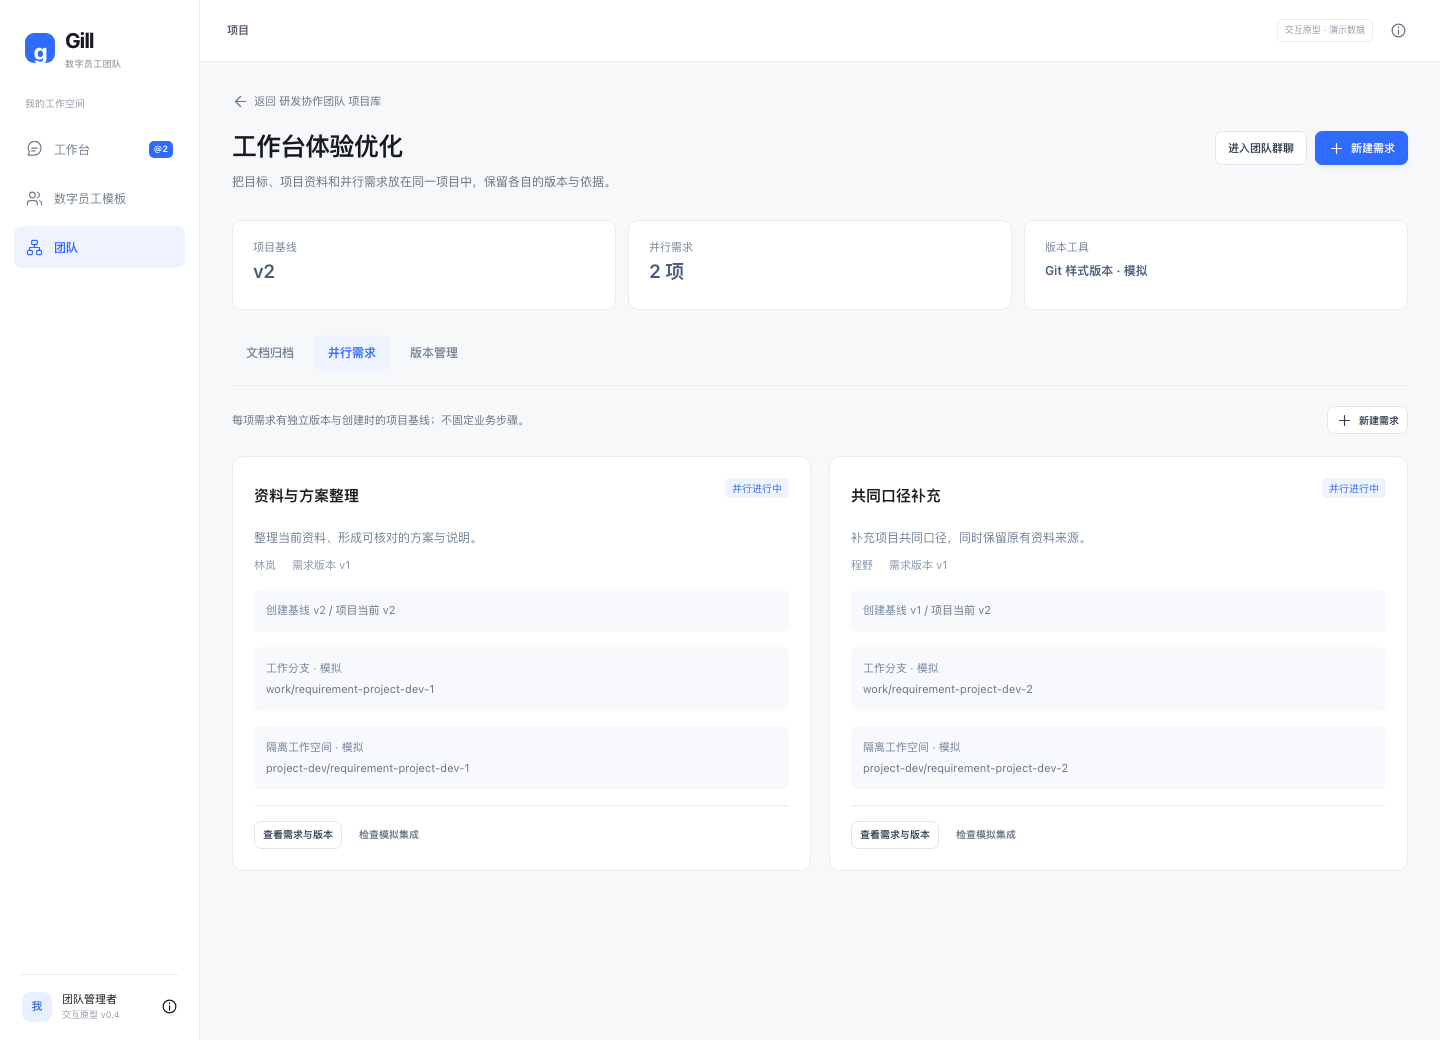 g
Gill
数字员工团队
我的工作空间
工作台
@2
数字员工模板
团队
我
团队管理者
交互原型 v0.4
项目
交互原型 · 演示数据
返回 研发协作团队 项目库
工作台体验优化
把目标、项目资料和并行需求放在同一项目中，保留各自的版本与依据。
进入团队群聊
新建需求
项目基线
v2
并行需求
2 项
版本工具
Git 样式版本 · 模拟
文档归档
并行需求
版本管理
每项需求有独立版本与创建时的项目基线；不固定业务步骤。
新建需求
资料与方案整理
并行进行中
整理当前资料、形成可核对的方案与说明。
林岚 需求版本 v1
创建基线 v2 / 项目当前 v2
工作分支 · 模拟
work/requirement-project-dev-1
隔离工作空间 · 模拟
project-dev/requirement-project-dev-1
查看需求与版本
检查模拟集成
共同口径补充
并行进行中
补充项目共同口径，同时保留原有资料来源。
程野 需求版本 v1
创建基线 v1 / 项目当前 v2
工作分支 · 模拟
work/requirement-project-dev-2
隔离工作空间 · 模拟
project-dev/requirement-project-dev-2
查看需求与版本
检查模拟集成